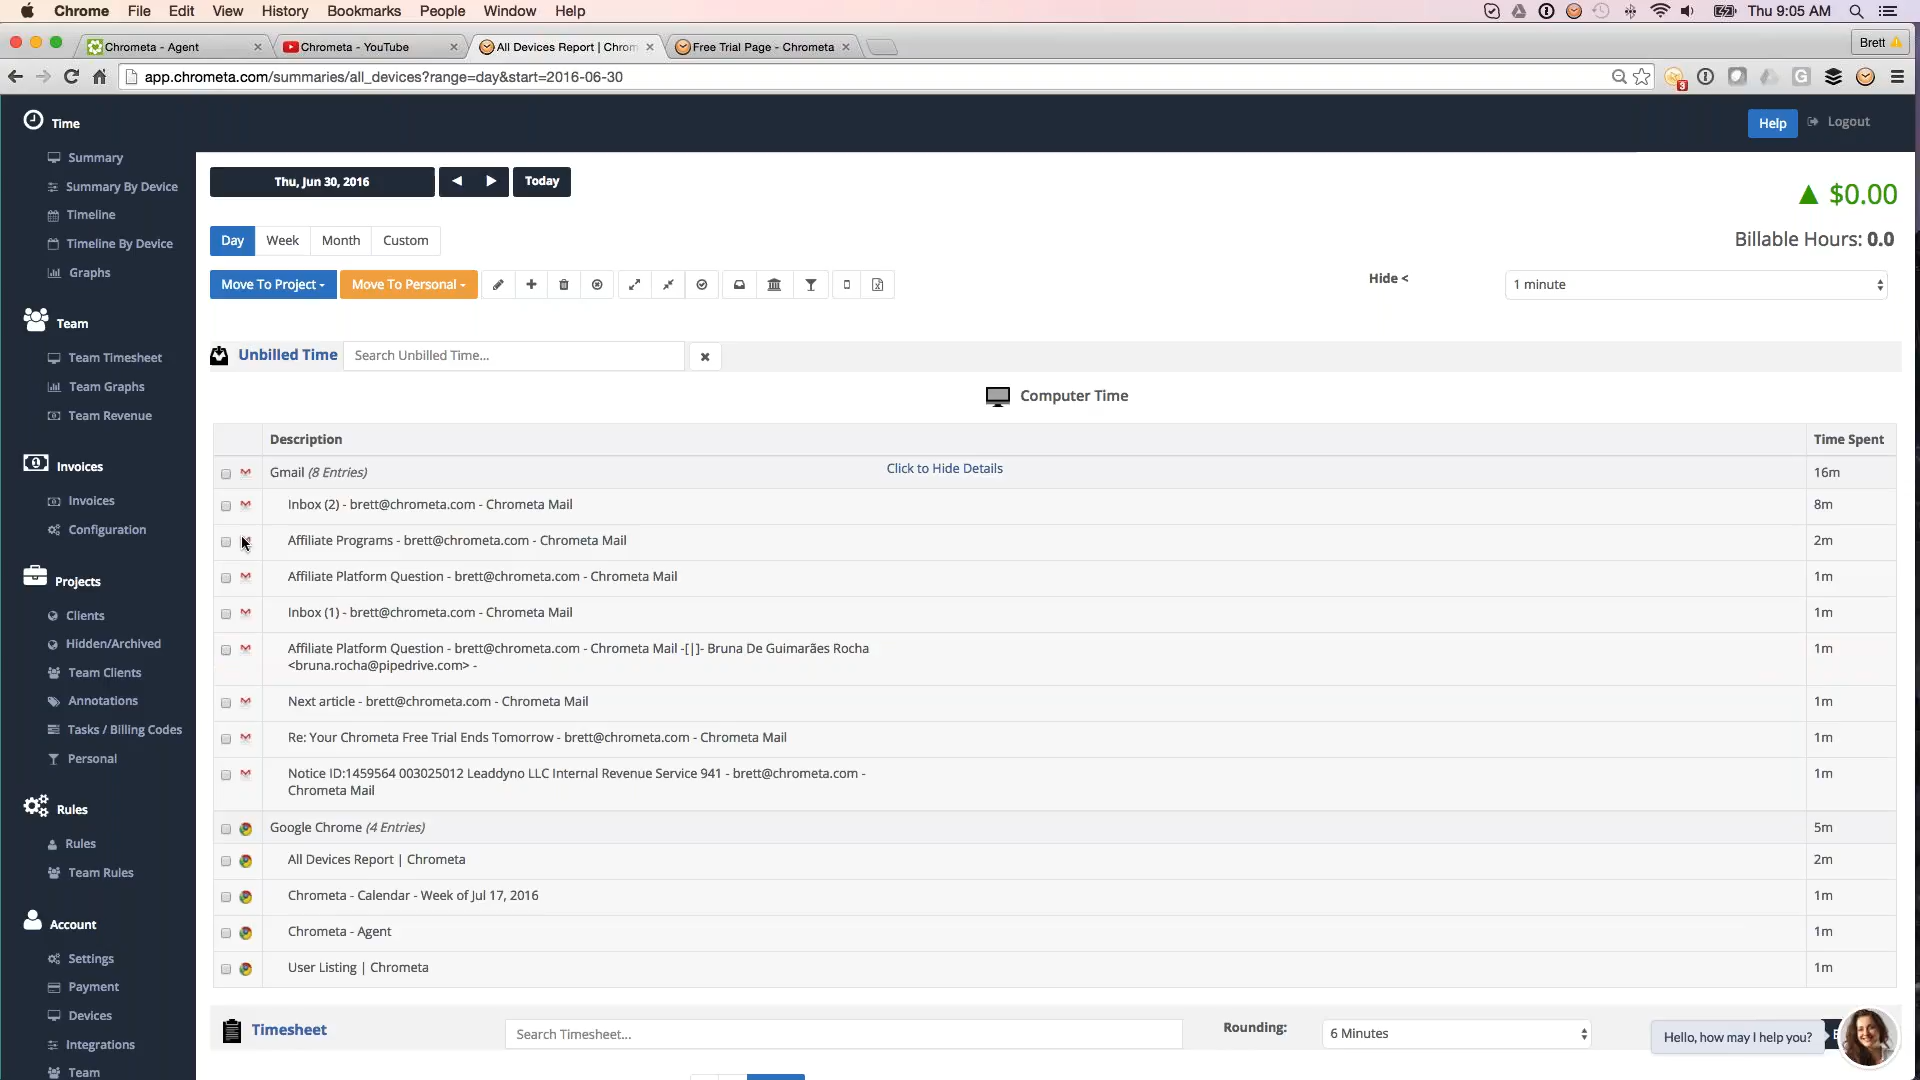 Chrome File Edit View History Bookmarks People Window Help
Thu 9:05 AM
Chrometa - Agent
Chrometa - YouTube
All Devices Report | Chrom
Free Trial Page - Chrometa
Brett
app.chrometa.com/summaries/all_devices?range=day&start=2016-06-30
3
Time
Help
Logout
Summary
Summary By Device
Timeline
Timeline By Device
Graphs
Team
Team Timesheet
Team Graphs
Team Revenue
Invoices
Invoices
Configuration
Projects
Clients
Hidden/Archived
Team Clients
Annotations
Tasks / Billing Codes
Personal
Rules
Rules
Team Rules
Account
Settings
Payment
Devices
Integrations
Team
Thu, Jun 30, 2016
Today
$0.00
Day Week Month Custom
Billable Hours: 0.0
Move To Project
Move To Personal
Hide <
1 minute
Unbilled Time
Search Unbilled Time...
Computer Time
Description
Time Spent
Gmail (8 Entries)
Click to Hide Details
16m
Inbox (2) - brett@chrometa.com - Chrometa Mail
8m
Affiliate Programs - brett@chrometa.com - Chrometa Mail
2m
Affiliate Platform Question - brett@chrometa.com - Chrometa Mail
1m
Inbox (1) - brett@chrometa.com - Chrometa Mail
1m
Affiliate Platform Question - brett@chrometa.com - Chrometa Mail -[|]- Bruna De Guimarães Rocha
<bruna.rocha@pipedrive.com> -
1m
Next article - brett@chrometa.com - Chrometa Mail
1m
Re: Your Chrometa Free Trial Ends Tomorrow - brett@chrometa.com - Chrometa Mail
1m
Notice ID:1459564 003025012 Leaddyno LLC Internal Revenue Service 941 - brett@chrometa.com -
Chrometa Mail
1m
Google Chrome (4 Entries)
5m
All Devices Report | Chrometa
2m
Chrometa - Calendar - Week of Jul 17, 2016
1m
Chrometa - Agent
1m
User Listing | Chrometa
1m
Timesheet
Search Timesheet...
Rounding:
6 Minutes
Hello, how may I help you?